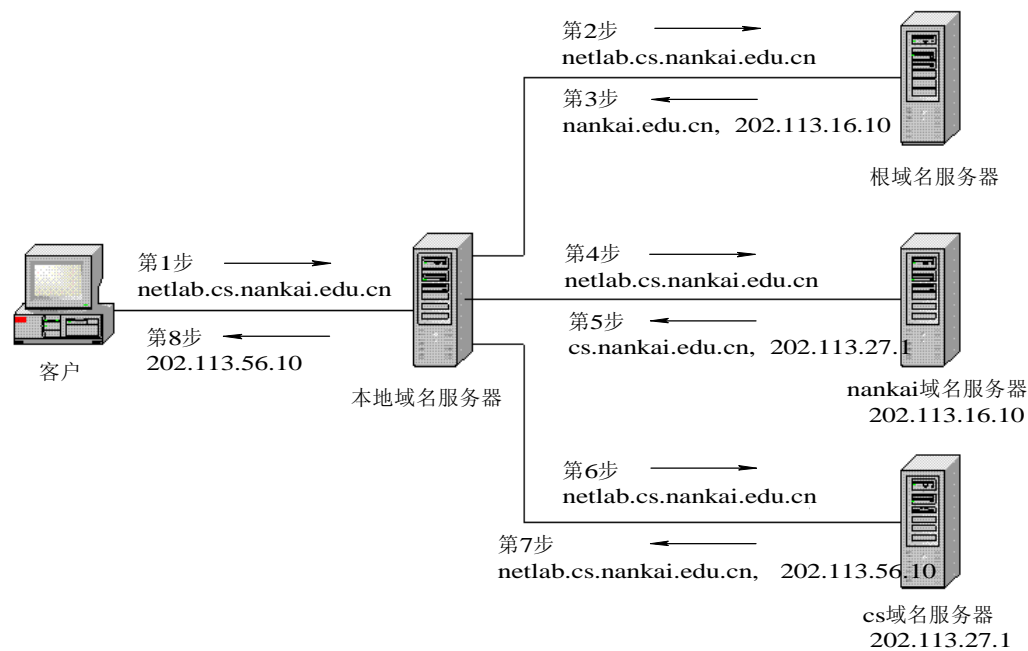 第2步
netlab.cs.nankai.edu.cn
第3步
nankai.edu.cn, 202.113.16.10
根域名服务器
第1步
netlab.cs.nankai.edu.cn
第8步
202.113.56.10
客户
本地域名服务器
第4步
netlab.cs.nankai.edu.cn
第5步
cs.nankai.edu.cn, 202.113.27.1
nankai域名服务器
202.113.16.10
第6步
netlab.cs.nankai.edu.cn
第7步
netlab.cs.nankai.edu.cn, 202.113.56.10
cs域名服务器
202.113.27.1